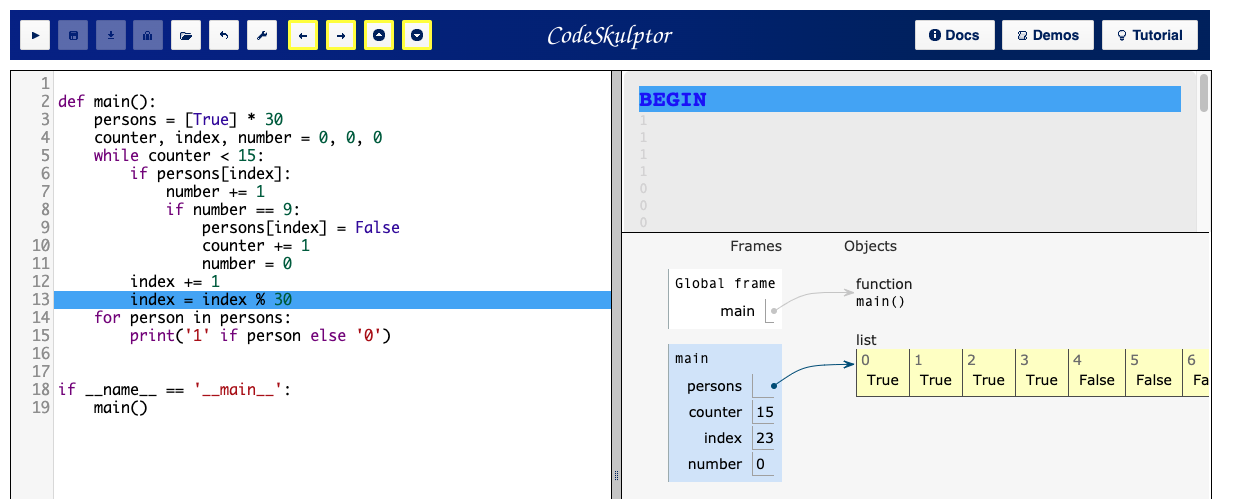 CodeSkulptor
Docs
Demos
Tutorial
1
2 def main():
3 persons = [True] * 30
4 counter, index, number = 0, 0, 0
5 while counter < 15:
6 if persons[index]:
7 number += 1
8 if number == 9:
9 persons[index] = False
10 counter += 1
11 number = 0
12 index += 1
13 index = index % 30
14 for person in persons:
15 print('1' if person else '0')
16
17
18 if __name__ == '__main__':
19 main()
BEGIN
1
1
1
1
0
0
0
Frames Objects
Global frame
main
function
main()
list
0 1 2 3 4 5 6
True True True True False False Fa
main
persons
counter 15
index 23
number 0